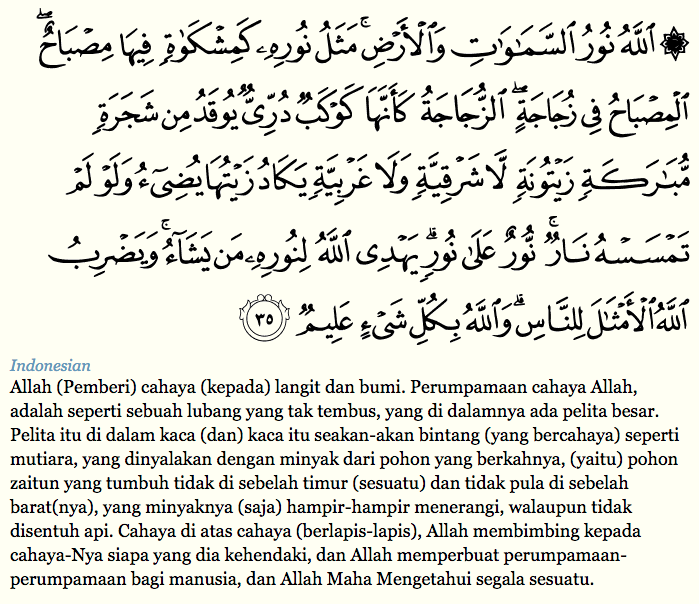 ۞ ٱللَّهُ نُورُ ٱلسَّمَٰوَٰتِ وَٱلْأَرْضِ ۚ مَثَلُ نُورِهِۦ كَمِشْكَوٰةٍ فِيهَا مِصْبَاحٌ ۖ
ٱلْمِصْبَاحُ فِى زُجَاجَةٍ ۖ ٱلزُّجَاجَةُ كَأَنَّهَا كَوْكَبٌ دُرِّىٌّ يُوقَدُ مِن شَجَرَةٍ
مُّبَٰرَكَةٍ زَيْتُونَةٍ لَّا شَرْقِيَّةٍ وَلَا غَرْبِيَّةٍ يَكَادُ زَيْتُهَا يُضِىٓءُ وَلَوْ لَمْ
تَمْسَسْهُ نَارٌ ۚ نُّورٌ عَلَىٰ نُورٍ ۗ يَهْدِى ٱللَّهُ لِنُورِهِۦ مَن يَشَآءُ ۚ وَيَضْرِبُ
ٱللَّهُ ٱلْأَمْثَٰلَ لِلنَّاسِ ۗ وَٱللَّهُ بِكُلِّ شَىْءٍ عَلِيمٌ ٣٥
Indonesian
Allah (Pemberi) cahaya (kepada) langit dan bumi. Perumpamaan cahaya Allah,
adalah seperti sebuah lubang yang tak tembus, yang di dalamnya ada pelita besar.
Pelita itu di dalam kaca (dan) kaca itu seakan-akan bintang (yang bercahaya) seperti
mutiara, yang dinyalakan dengan minyak dari pohon yang berkahnya, (yaitu) pohon
zaitun yang tumbuh tidak di sebelah timur (sesuatu) dan tidak pula di sebelah
barat(nya), yang minyaknya (saja) hampir-hampir menerangi, walaupun tidak
disentuh api. Cahaya di atas cahaya (berlapis-lapis), Allah membimbing kepada
cahaya-Nya siapa yang dia kehendaki, dan Allah memperbuat perumpamaan-
perumpamaan bagi manusia, dan Allah Maha Mengetahui segala sesuatu.